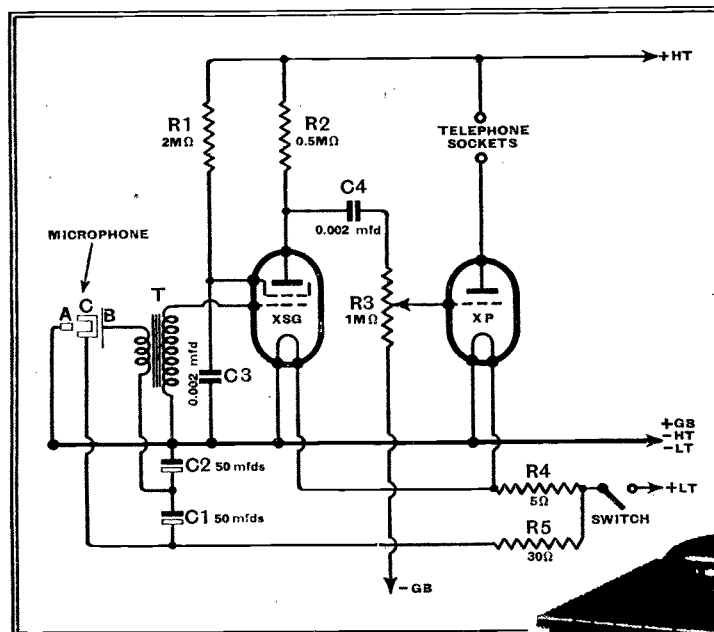 +HT
R1
2MΩ
R2
0.5MΩ
TELEPHONE
SOCKETS
C4
0.002 mfd
MICROPHONE
A
C
B
T
XSG
R3
1MΩ
XP
0.002 mfd
C3
+GB
-HT
-LT
C2 50 mfds
R4
5Ω
+LT
SWITCH
C1 50 mfds
R5
30Ω
-GB